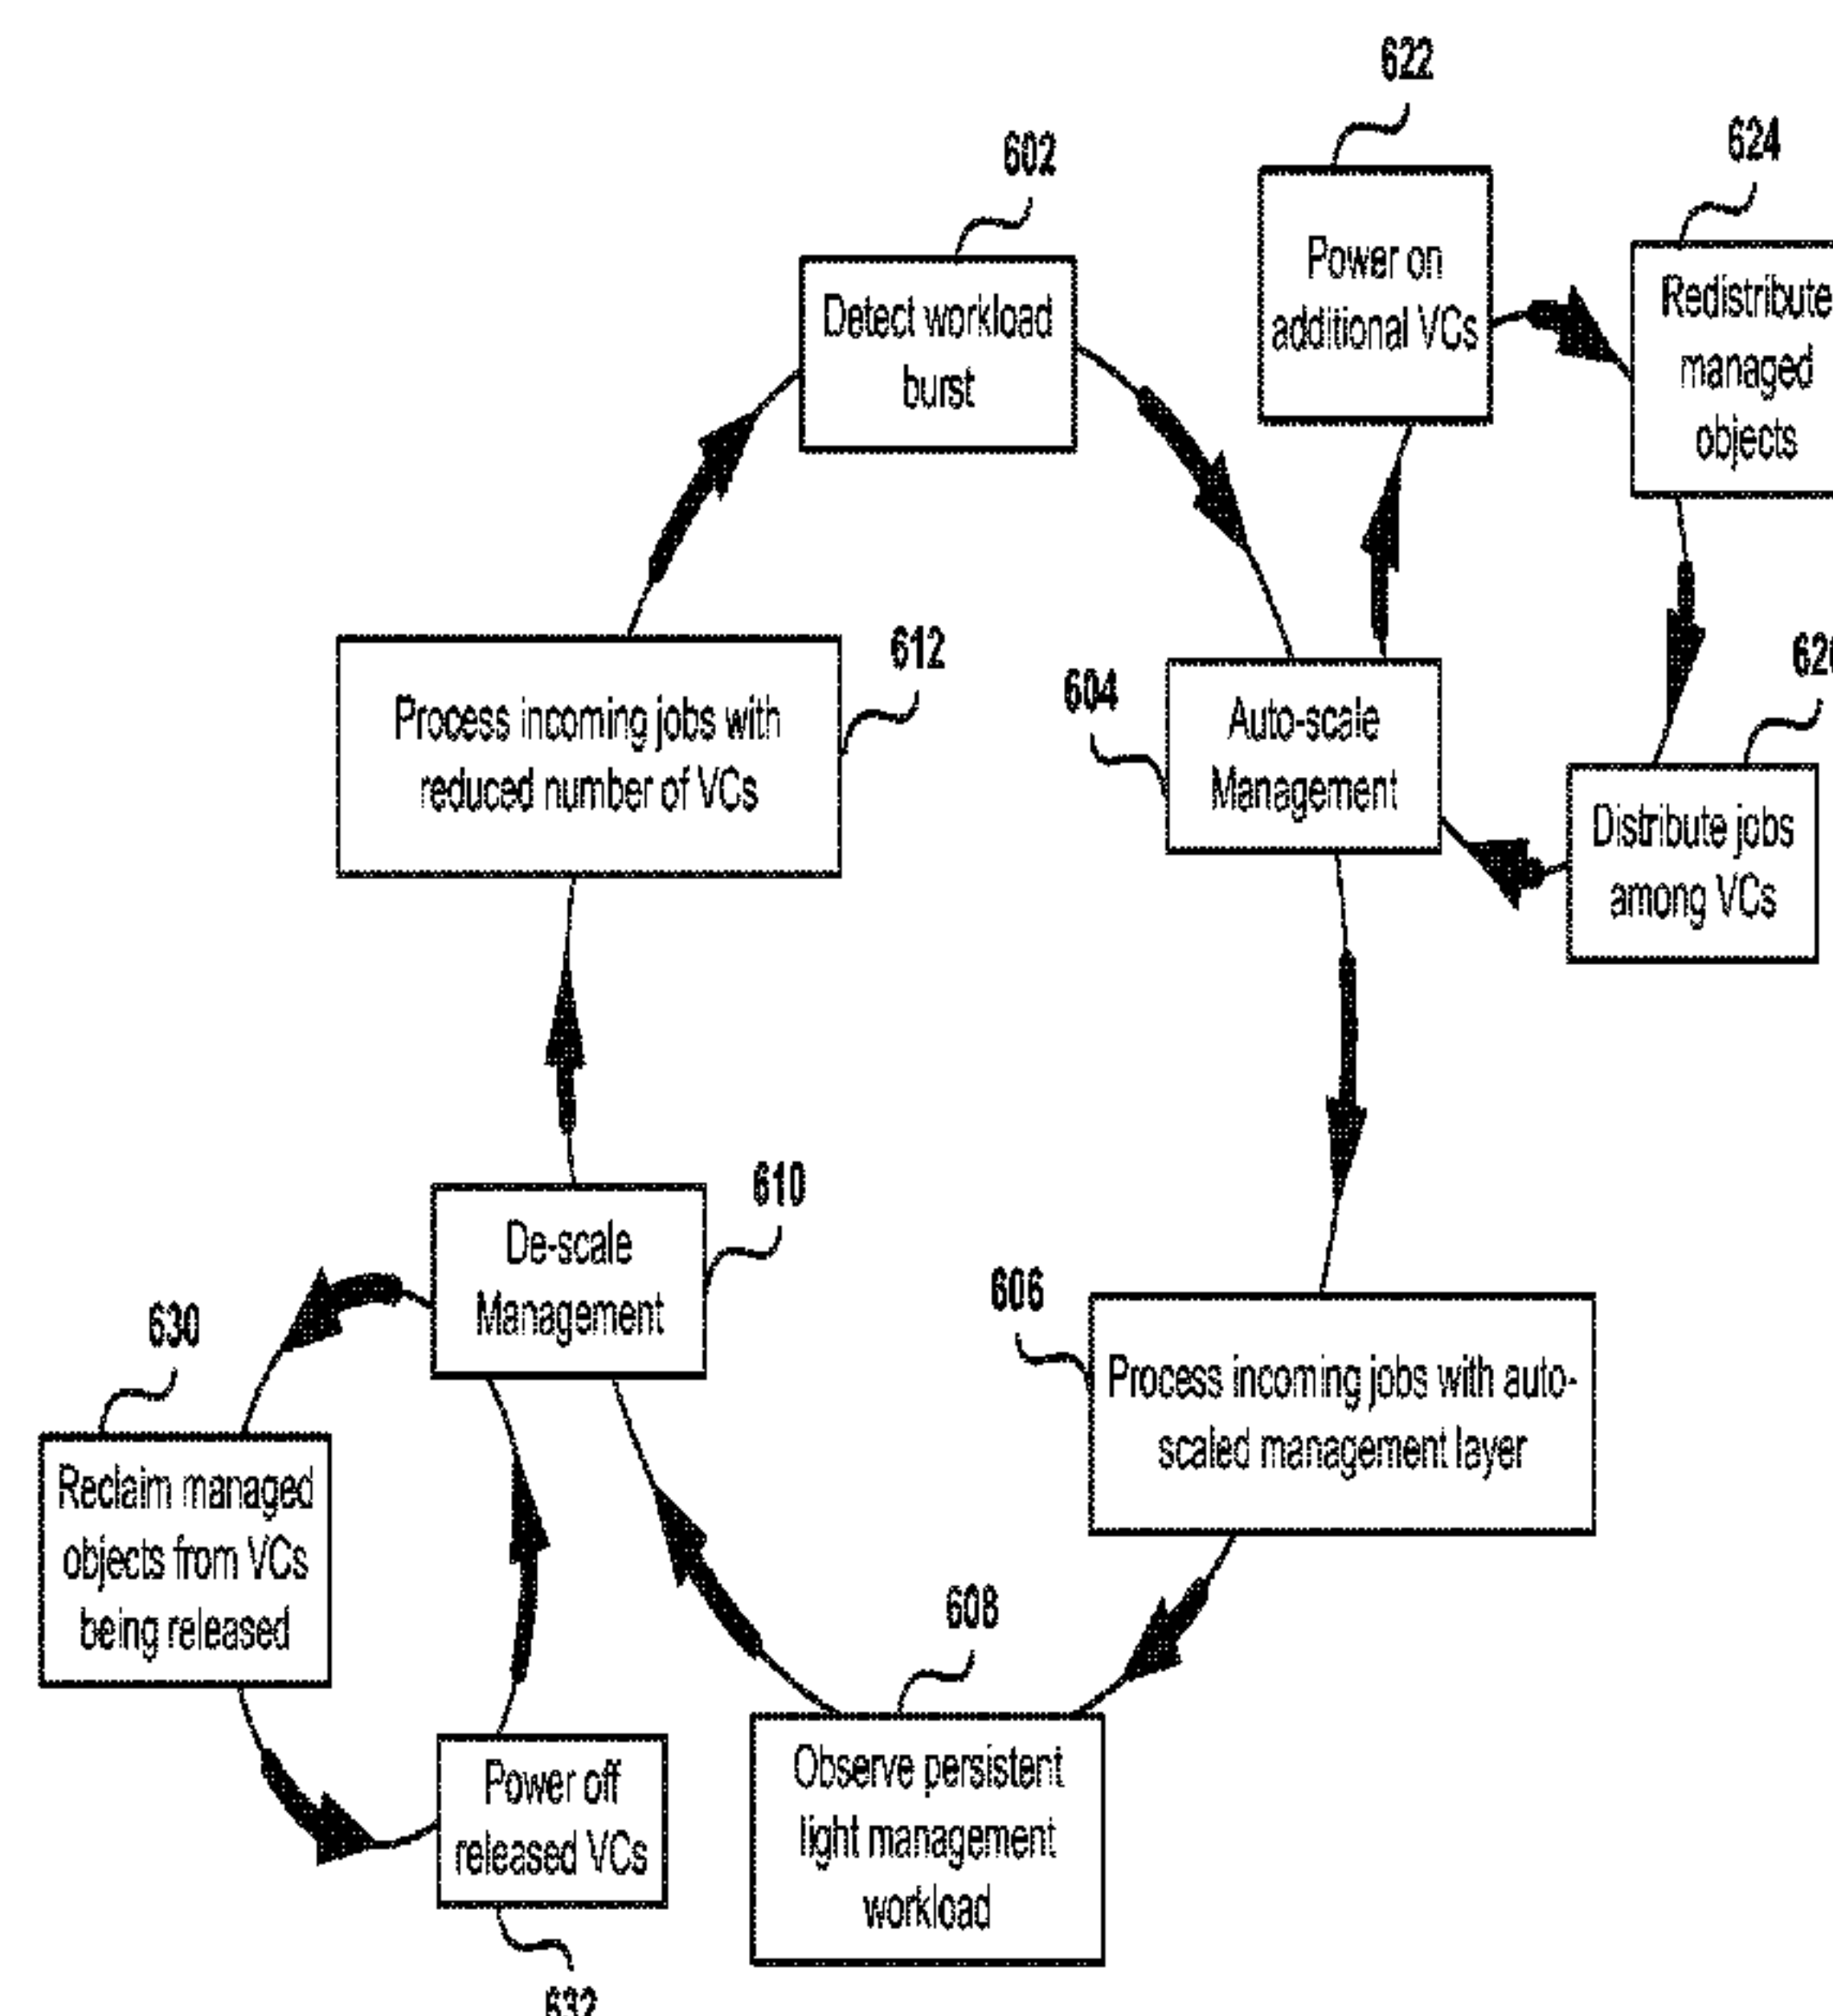 622
624
602
Power on
additional VCs
Redistribute
managed
objects
Detect workload
burst
612
604
Process incoming jobs with
reduced number of VCs
Auto-scale
Management
Distribute jobs
among VCs
610
De-scale
Management
606
630
Process incoming jobs with auto-
scaled management layer
Reclaim managed
objects from VCs
being released
608
Power off
released VCs
Observe persistent
light management
workload
632